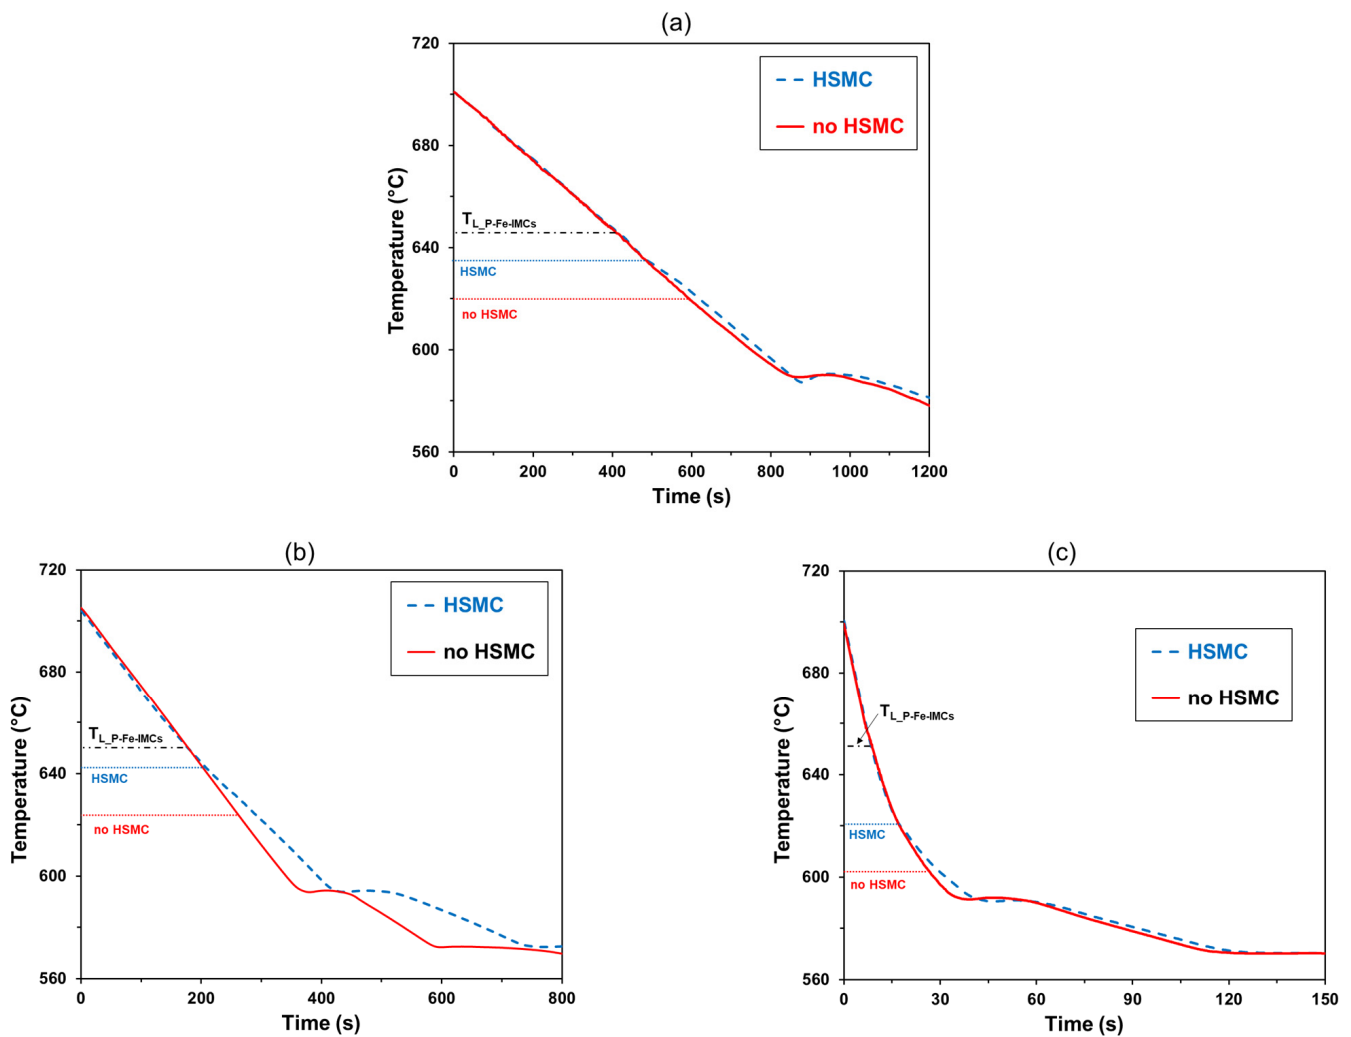 (a)
720
680
640
600
560
Temperature (°C)
HSMC
no HSMC
T_L_P-Fe-IMCs
HSMC
no HSMC
0 200 400 600 800 1000 1200
Time (s)
(b)
720
680
640
600
560
Temperature (°C)
HSMC
no HSMC
T_L_P-Fe-IMCs
HSMC
no HSMC
0 200 400 600 800
Time (s)
(c)
720
680
640
600
560
Temperature (°C)
HSMC
no HSMC
T_L_P-Fe-IMCs
HSMC
no HSMC
0 30 60 90 120 150
Time (s)